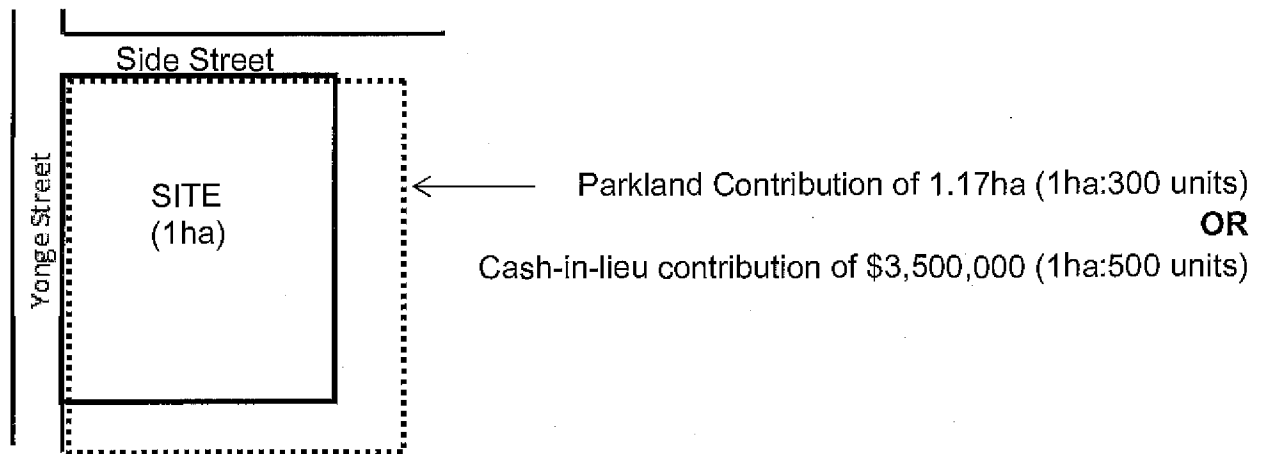 Side Street
Yonge Street
SITE
(1ha)
Parkland Contribution of 1.17ha (1ha:300 units)
OR
Cash-in-lieu contribution of $3,500,000 (1ha:500 units)